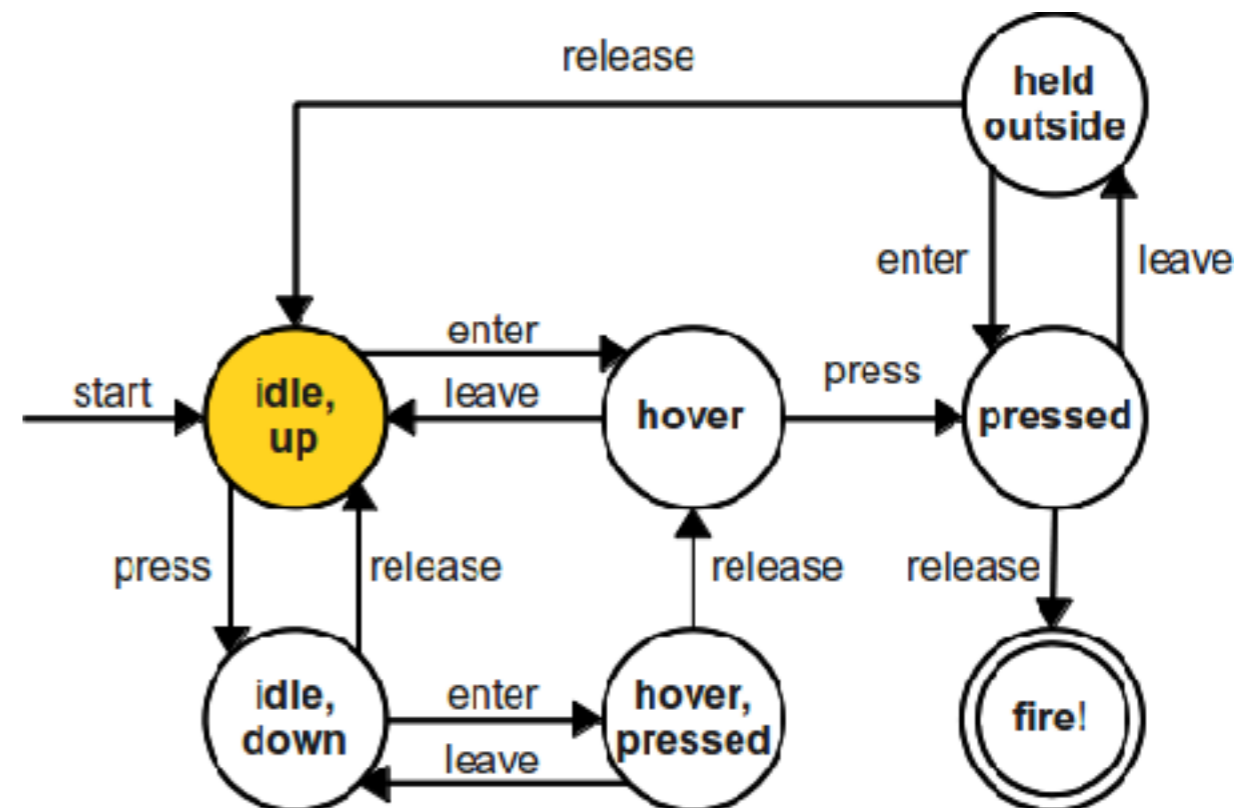 release
held
outside
enter
leave
enter
start
idle,
up
leave
hover
press
pressed
press
release
release
release
idle,
down
enter
leave
hover,
pressed
fire!